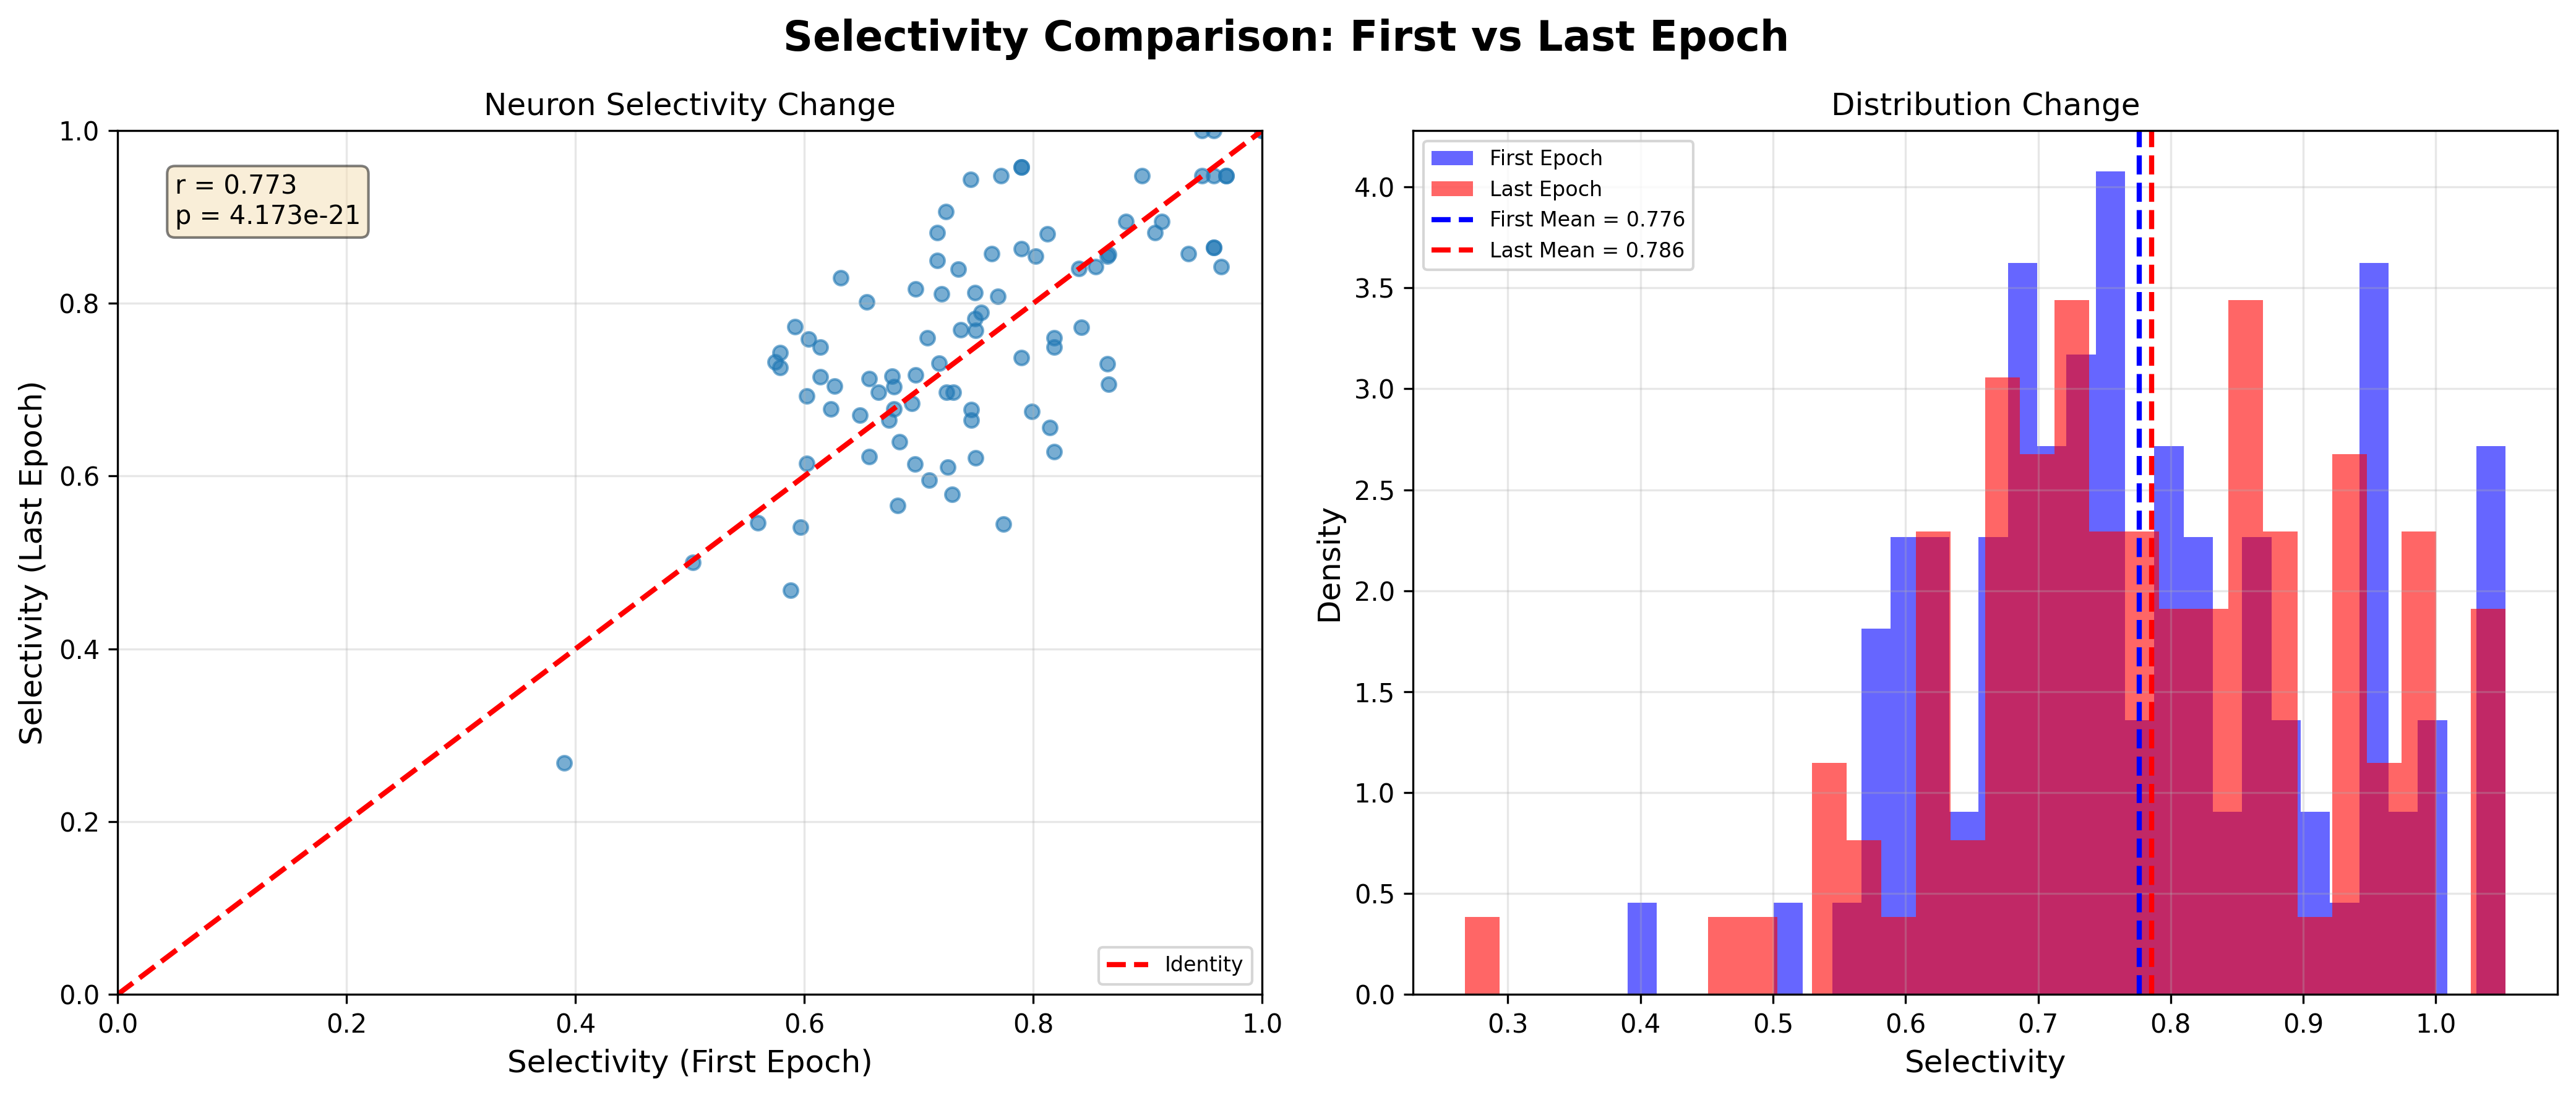 Selectivity Comparison: First vs Last Epoch
Neuron Selectivity Change
r = 0.773
p = 4.173e-21
Identity
1.0
0.8
0.6
0.4
0.2
0.0
0.0 0.2 0.4 0.6 0.8 1.0
Selectivity (Last Epoch)
Selectivity (First Epoch)
Distribution Change
First Epoch
Last Epoch
First Mean = 0.776
Last Mean = 0.786
4.0
3.5
3.0
2.5
2.0
1.5
1.0
0.5
0.0
0.3 0.4 0.5 0.6 0.7 0.8 0.9 1.0
Density
Selectivity